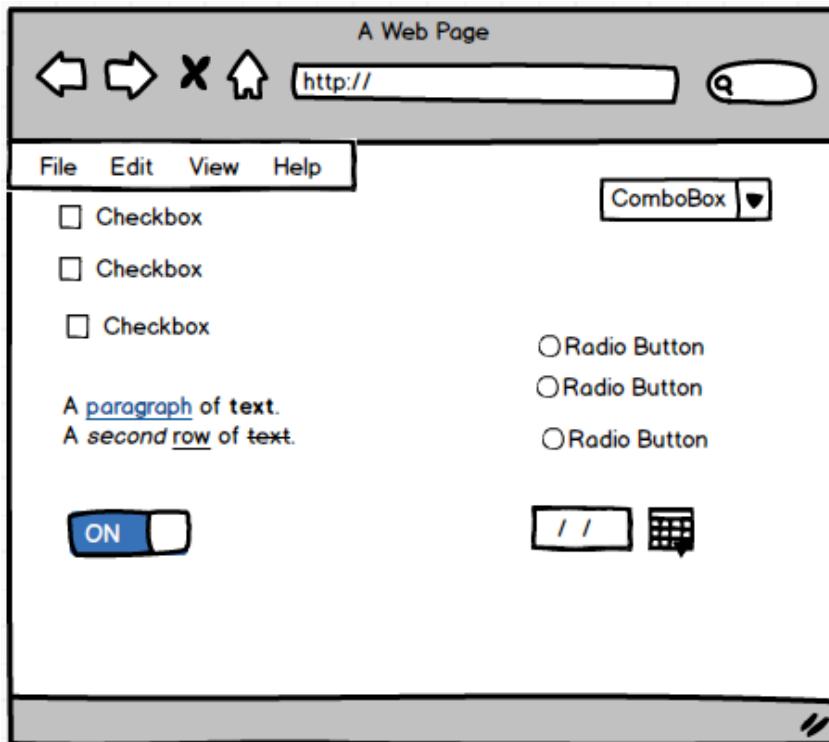 A Web Page
http://
File Edit View Help
ComboBox
Checkbox
Checkbox
Checkbox
Radio Button
Radio Button
Radio Button
A paragraph of text.
A second row of text.
ON
/ /